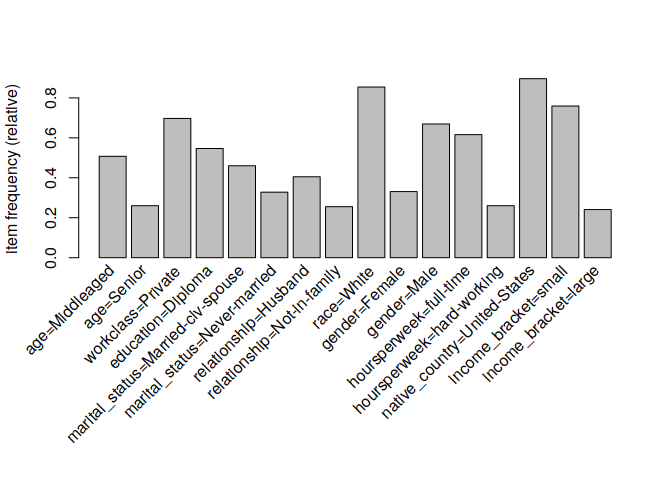 Item frequency (relative)
0.0
0.2
0.4
0.6
0.8
age=Middleaged
age=Senior
workclass=Private
education=Diploma
marital_status=Married-civ-spouse
marital_status=Never-married
relationship=Husband
relationship=Not-in-family
race=White
gender=Female
gender=Male
hoursperweek=full-time
hoursperweek=hard-working
native_country=United-States
Income_bracket=small
Income_bracket=large